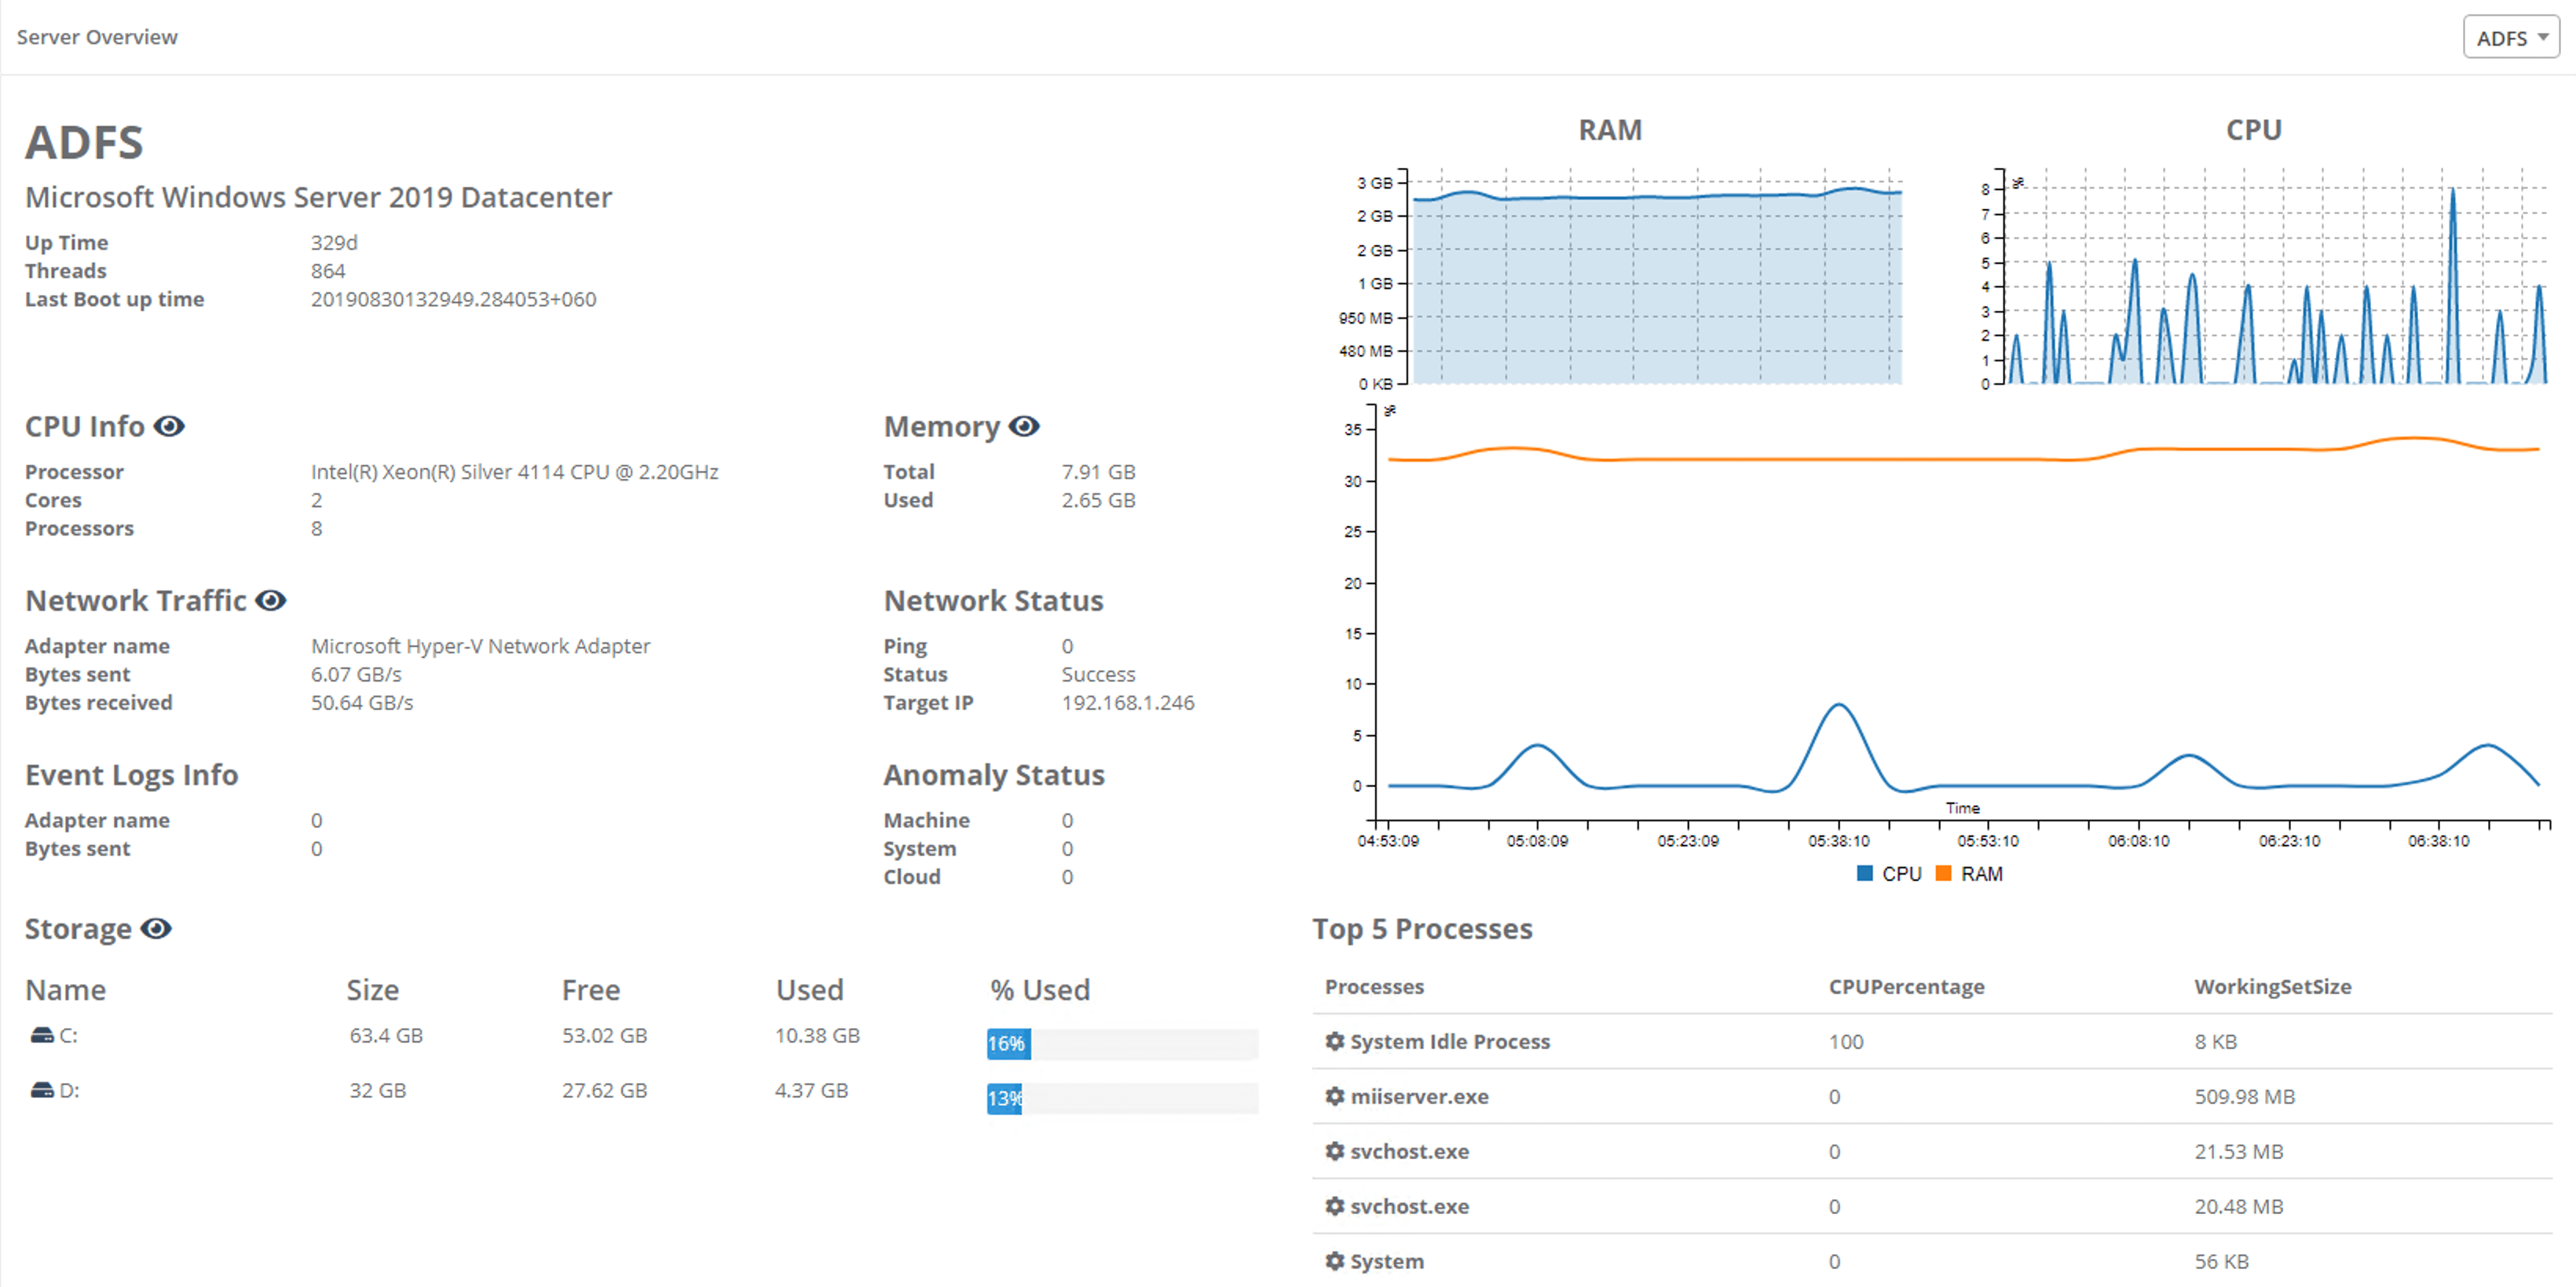 Server Overview
ADFS
ADFS
Microsoft Windows Server 2019 Datacenter
Up Time 329d
Threads 864
Last Boot up time 20190830132949.284053+060
CPU Info
Processor Intel(R) Xeon(R) Silver 4114 CPU @ 2.20GHz
Cores 2
Processors 8
Memory
Total 7.91 GB
Used 2.65 GB
Network Traffic
Adapter name Microsoft Hyper-V Network Adapter
Bytes sent 6.07 GB/s
Bytes received 50.64 GB/s
Network Status
Ping 0
Status Success
Target IP 192.168.1.246
Event Logs Info
Adapter name 0
Bytes sent 0
Anomaly Status
Machine 0
System 0
Cloud 0
Storage
Name Size Free Used % Used
C: 63.4 GB 53.02 GB 10.38 GB 16%
D: 32 GB 27.62 GB 4.37 GB 13%
RAM
3 GB
2 GB
2 GB
1 GB
950 MB
480 MB
0 KB
CPU
%
8
7
6
5
4
3
2
1
0
%
35
30
25
20
15
10
5
0
Time
04:53:09 05:08:09 05:23:09 05:38:10 05:53:10 06:08:10 06:23:10 06:38:10
CPU RAM
Top 5 Processes
Processes CPUPercentage WorkingSetSize
System Idle Process 100 8 KB
miiserver.exe 0 509.98 MB
svchost.exe 0 21.53 MB
svchost.exe 0 20.48 MB
System 0 56 KB